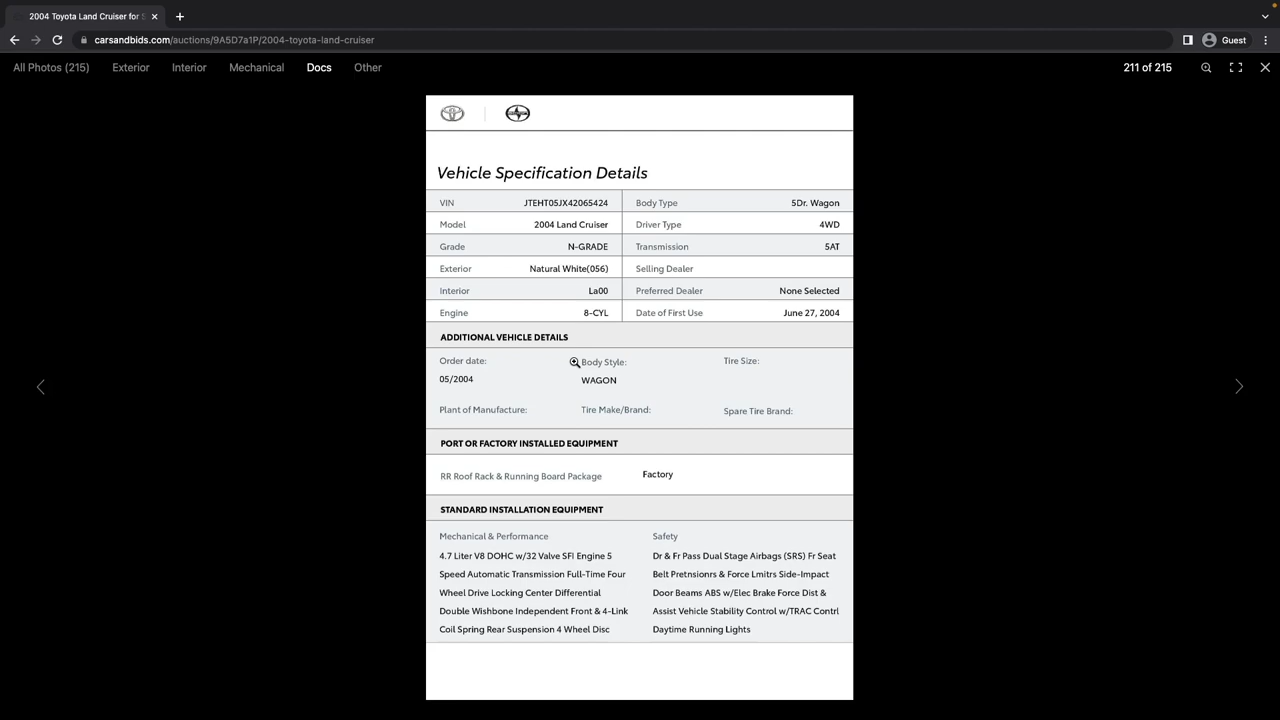 2004 Toyota Land Cruiser for S
carsandbids.com/auctions/9A5D7a1P/2004-toyota-land-cruiser
Guest
All Photos (215)
Exterior
Interior
Mechanical
Docs
Other
211 of 215
Vehicle Specification Details
VIN JTEHT05JX42065424 Body Type 5Dr. Wagon
Model 2004 Land Cruiser Driver Type 4WD
Grade N-GRADE Transmission 5AT
Exterior Natural White(056) Selling Dealer
Interior La00 Preferred Dealer None Selected
Engine 8-CYL Date of First Use June 27, 2004
ADDITIONAL VEHICLE DETAILS
Order date: Body Style: Tire Size:
05/2004 WAGON
Plant of Manufacture: Tire Make/Brand: Spare Tire Brand:
PORT OR FACTORY INSTALLED EQUIPMENT
RR Roof Rack & Running Board Package Factory
STANDARD INSTALLATION EQUIPMENT
Mechanical & Performance
4.7 Liter V8 DOHC w/32 Valve SFI Engine 5
Speed Automatic Transmission Full-Time Four
Wheel Drive Locking Center Differential
Double Wishbone Independent Front & 4-Link
Coil Spring Rear Suspension 4 Wheel Disc
Safety
Dr & Fr Pass Dual Stage Airbags (SRS) Fr Seat
Belt Pretnsionrs & Force Lmitrs Side-Impact
Door Beams ABS w/Elec Brake Force Dist &
Assist Vehicle Stability Control w/TRAC Contrl
Daytime Running Lights